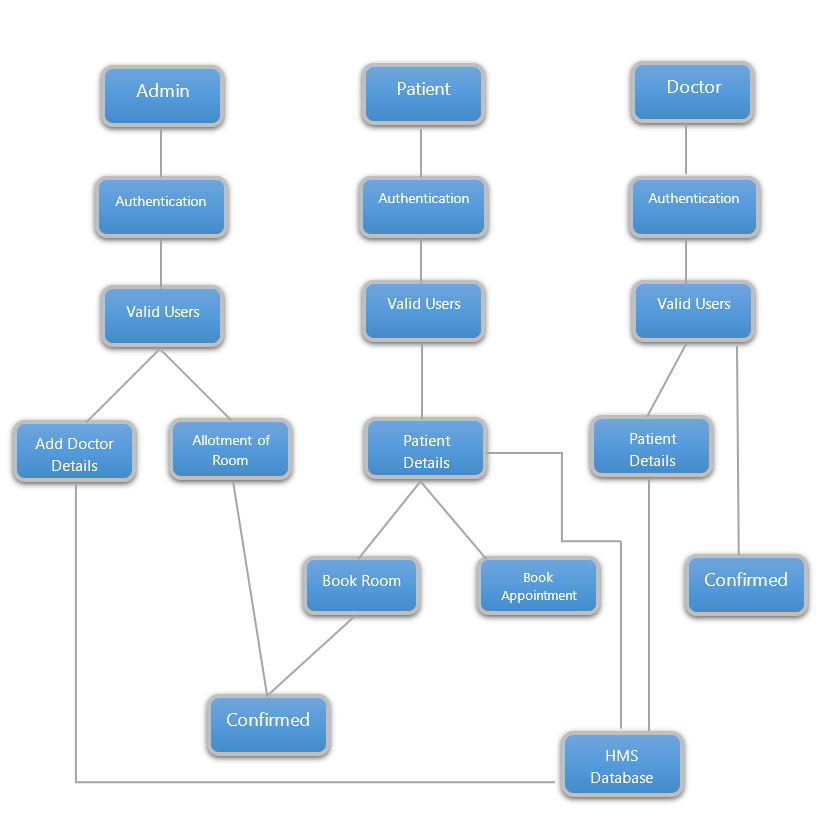 Admin
Patient
Doctor
Authentication
Authentication
Authentication
Valid Users
Valid Users
Valid Users
Add Doctor
Details
Allotment of
Room
Patient
Details
Patient
Details
Book Room
Book
Appointment
Confirmed
Confirmed
HMS
Database